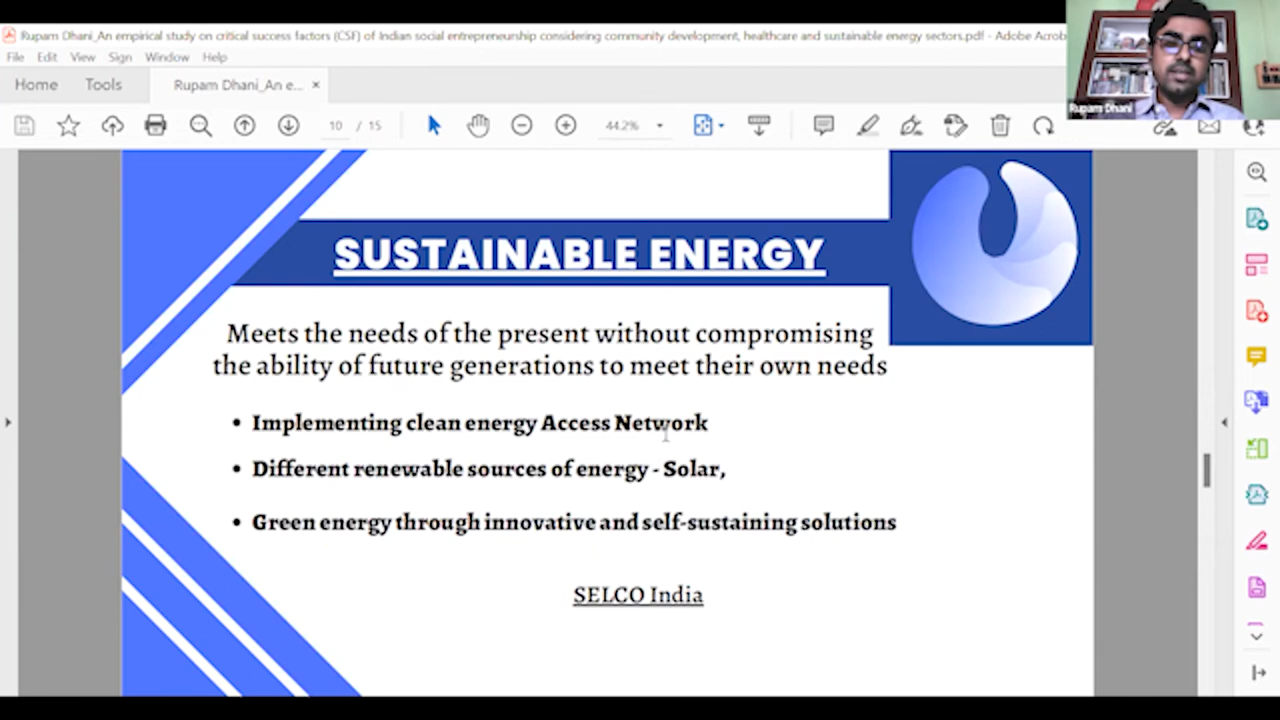 Rupam Dhani_An empirical study on critical success factors (CSF) of Indian social entrepreneurship considering community development, healthcare and sustainable energy sectors.pdf - Adobe Acrob
File Edit View Sign Window Help
Home Tools Rupam Dhani_An e... ×
10 / 15 44.2%
Rupam Dhani
SUSTAINABLE ENERGY
Meets the needs of the present without compromising
the ability of future generations to meet their own needs
• Implementing clean energy Access Network
• Different renewable sources of energy - Solar,
• Green energy through innovative and self-sustaining solutions
SELCO India